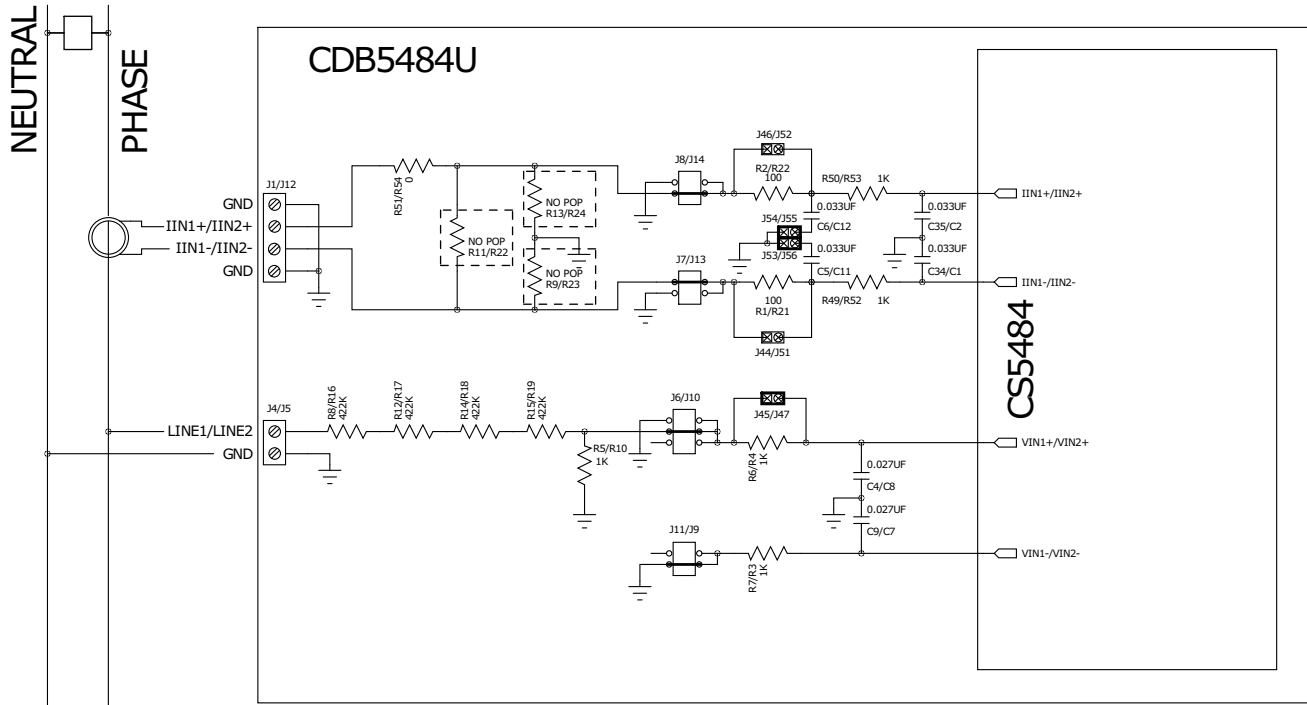 NEUTRAL
PHASE
CDB5484U
J1/J12
GND
IIN1+/IIN2+
IIN1-/IIN2-
GND
R51/R54
0
NO POP
R11/R22
NO POP
R13/R24
NO POP
R9/R23
J8/J14
J7/J13
J46/J52
R2/R22
100
R50/R53 1K
0.033UF
C6/C12
J54/J55
J53/J56
0.033UF
C5/C11
0.033UF
C35/C2
0.033UF
C34/C1
100
R1/R21
R49/R52 1K
J44/J51
IIN1+/IIN2+
IIN1-/IIN2-
CS5484
J4/J5
LINE1/LINE2
GND
R8/R16
422K
R12/R17
422K
R14/R18
422K
R15/R19
422K
R5/R10
1K
J6/J10
J45/J47
R6/R4
1K
0.027UF
C4/C8
0.027UF
C9/C7
J11/J9
R7/R3
1K
VIN1+/VIN2+
VIN1-/VIN2-